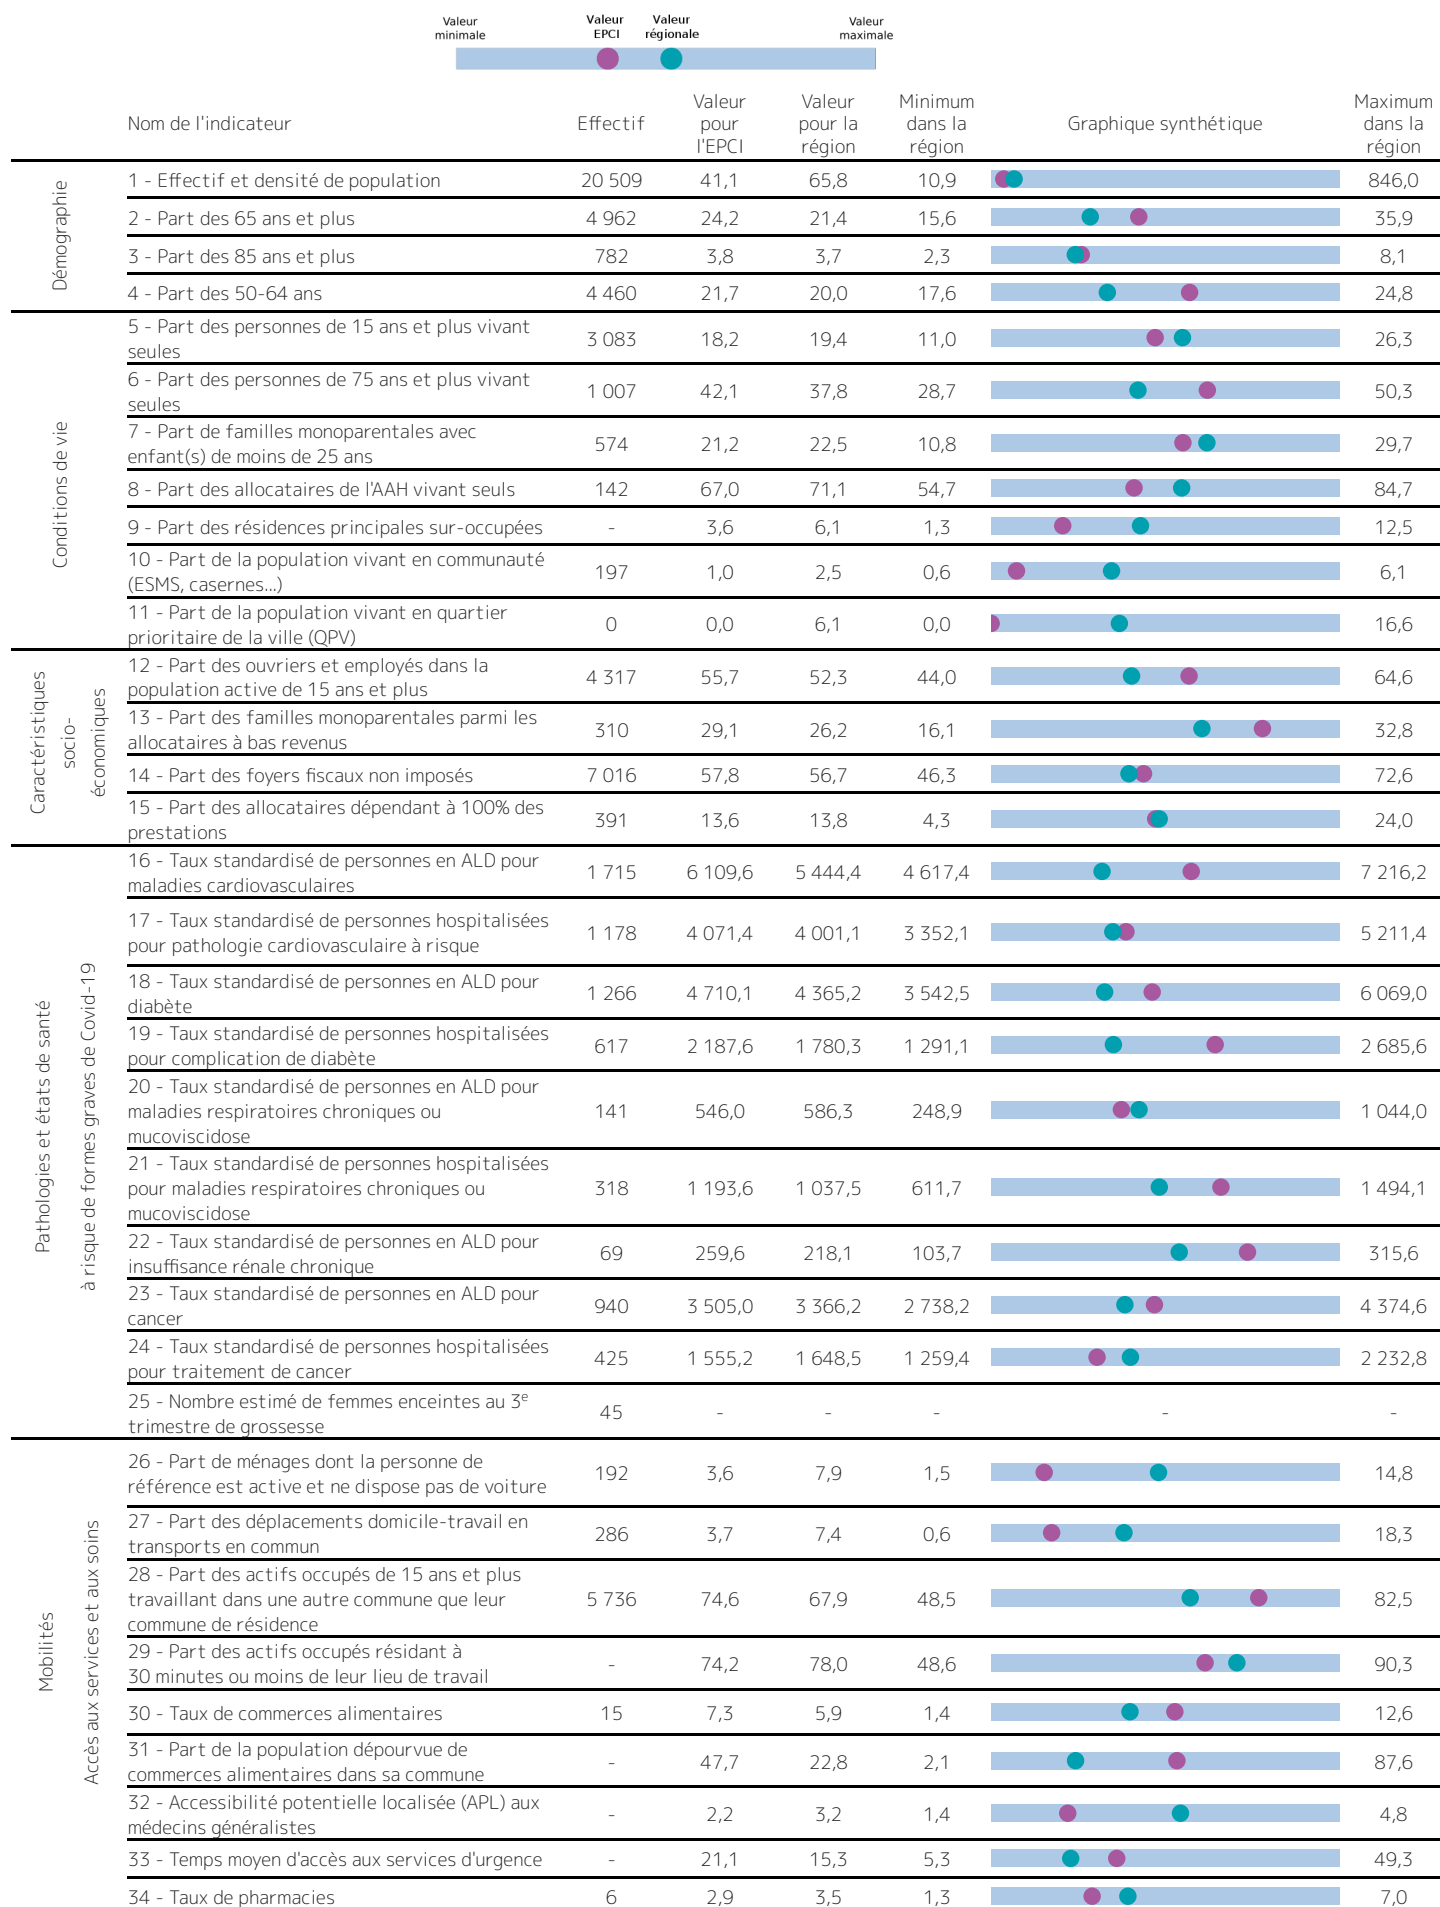 Valeur minimale
Valeur EPCI
Valeur régionale
Valeur maximale
Nom de l'indicateur
Effectif
Valeur pour l'EPCI
Valeur pour la région
Minimum dans la région
Graphique synthétique
Maximum dans la région
Démographie
1 - Effectif et densité de population 20 509 41,1 65,8 10,9 846,0
2 - Part des 65 ans et plus 4 962 24,2 21,4 15,6 35,9
3 - Part des 85 ans et plus 782 3,8 3,7 2,3 8,1
4 - Part des 50-64 ans 4 460 21,7 20,0 17,6 24,8
Conditions de vie
5 - Part des personnes de 15 ans et plus vivant
seules 3 083 18,2 19,4 11,0 26,3
6 - Part des personnes de 75 ans et plus vivant
seules 1 007 42,1 37,8 28,7 50,3
7 - Part de familles monoparentales avec
enfant(s) de moins de 25 ans 574 21,2 22,5 10,8 29,7
8 - Part des allocataires de l'AAH vivant seuls 142 67,0 71,1 54,7 84,7
9 - Part des résidences principales sur-occupées - 3,6 6,1 1,3 12,5
10 - Part de la population vivant en communauté
(ESMS, casernes...) 197 1,0 2,5 0,6 6,1
11 - Part de la population vivant en quartier
prioritaire de la ville (QPV) 0 0,0 6,1 0,0 16,6
Caractéristiques
socio-
économiques
12 - Part des ouvriers et employés dans la
population active de 15 ans et plus 4 317 55,7 52,3 44,0 64,6
13 - Part des familles monoparentales parmi les
allocataires à bas revenus 310 29,1 26,2 16,1 32,8
14 - Part des foyers fiscaux non imposés 7 016 57,8 56,7 46,3 72,6
15 - Part des allocataires dépendant à 100% des
prestations 391 13,6 13,8 4,3 24,0
Pathologies et états de santé
à risque de formes graves de Covid-19
16 - Taux standardisé de personnes en ALD pour
maladies cardiovasculaires 1 715 6 109,6 5 444,4 4 617,4 7 216,2
17 - Taux standardisé de personnes hospitalisées
pour pathologie cardiovasculaire à risque 1 178 4 071,4 4 001,1 3 352,1 5 211,4
18 - Taux standardisé de personnes en ALD pour
diabète 1 266 4 710,1 4 365,2 3 542,5 6 069,0
19 - Taux standardisé de personnes hospitalisées
pour complication de diabète 617 2 187,6 1 780,3 1 291,1 2 685,6
20 - Taux standardisé de personnes en ALD pour
maladies respiratoires chroniques ou
mucoviscidose 141 546,0 586,3 248,9 1 044,0
21 - Taux standardisé de personnes hospitalisées
pour maladies respiratoires chroniques ou
mucoviscidose 318 1 193,6 1 037,5 611,7 1 494,1
22 - Taux standardisé de personnes en ALD pour
insuffisance rénale chronique 69 259,6 218,1 103,7 315,6
23 - Taux standardisé de personnes en ALD pour
cancer 940 3 505,0 3 366,2 2 738,2 4 374,6
24 - Taux standardisé de personnes hospitalisées
pour traitement de cancer 425 1 555,2 1 648,5 1 259,4 2 232,8
25 - Nombre estimé de femmes enceintes au 3e
trimestre de grossesse 45 - - - - -
Mobilités
Accès aux services et aux soins
26 - Part de ménages dont la personne de
référence est active et ne dispose pas de voiture 192 3,6 7,9 1,5 14,8
27 - Part des déplacements domicile-travail en
transports en commun 286 3,7 7,4 0,6 18,3
28 - Part des actifs occupés de 15 ans et plus
travaillant dans une autre commune que leur
commune de résidence 5 736 74,6 67,9 48,5 82,5
29 - Part des actifs occupés résidant à
30 minutes ou moins de leur lieu de travail - 74,2 78,0 48,6 90,3
30 - Taux de commerces alimentaires 15 7,3 5,9 1,4 12,6
31 - Part de la population dépourvue de
commerces alimentaires dans sa commune - 47,7 22,8 2,1 87,6
32 - Accessibilité potentielle localisée (APL) aux
médecins généralistes - 2,2 3,2 1,4 4,8
33 - Temps moyen d'accès aux services d'urgence - 21,1 15,3 5,3 49,3
34 - Taux de pharmacies 6 2,9 3,5 1,3 7,0